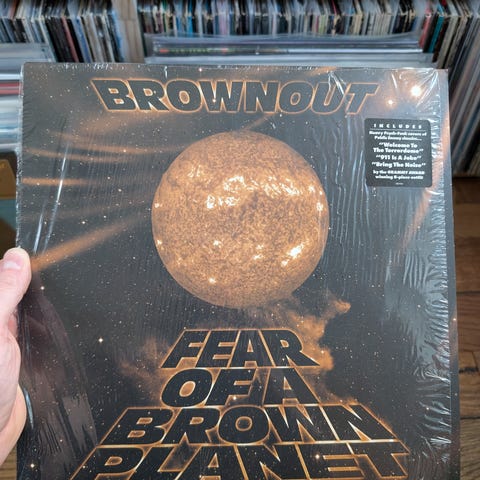 BROWNOUT
INCLUDES
Heavy Psych-Funk covers of
Public Enemy classics...
"Welcome To
The Terrordome"
"911 Is A Joke"
"Bring The Noise"
by the GRAMMY AWARD
winning 8-piece outfit
FEAR
OF A
BROWN
PLANET